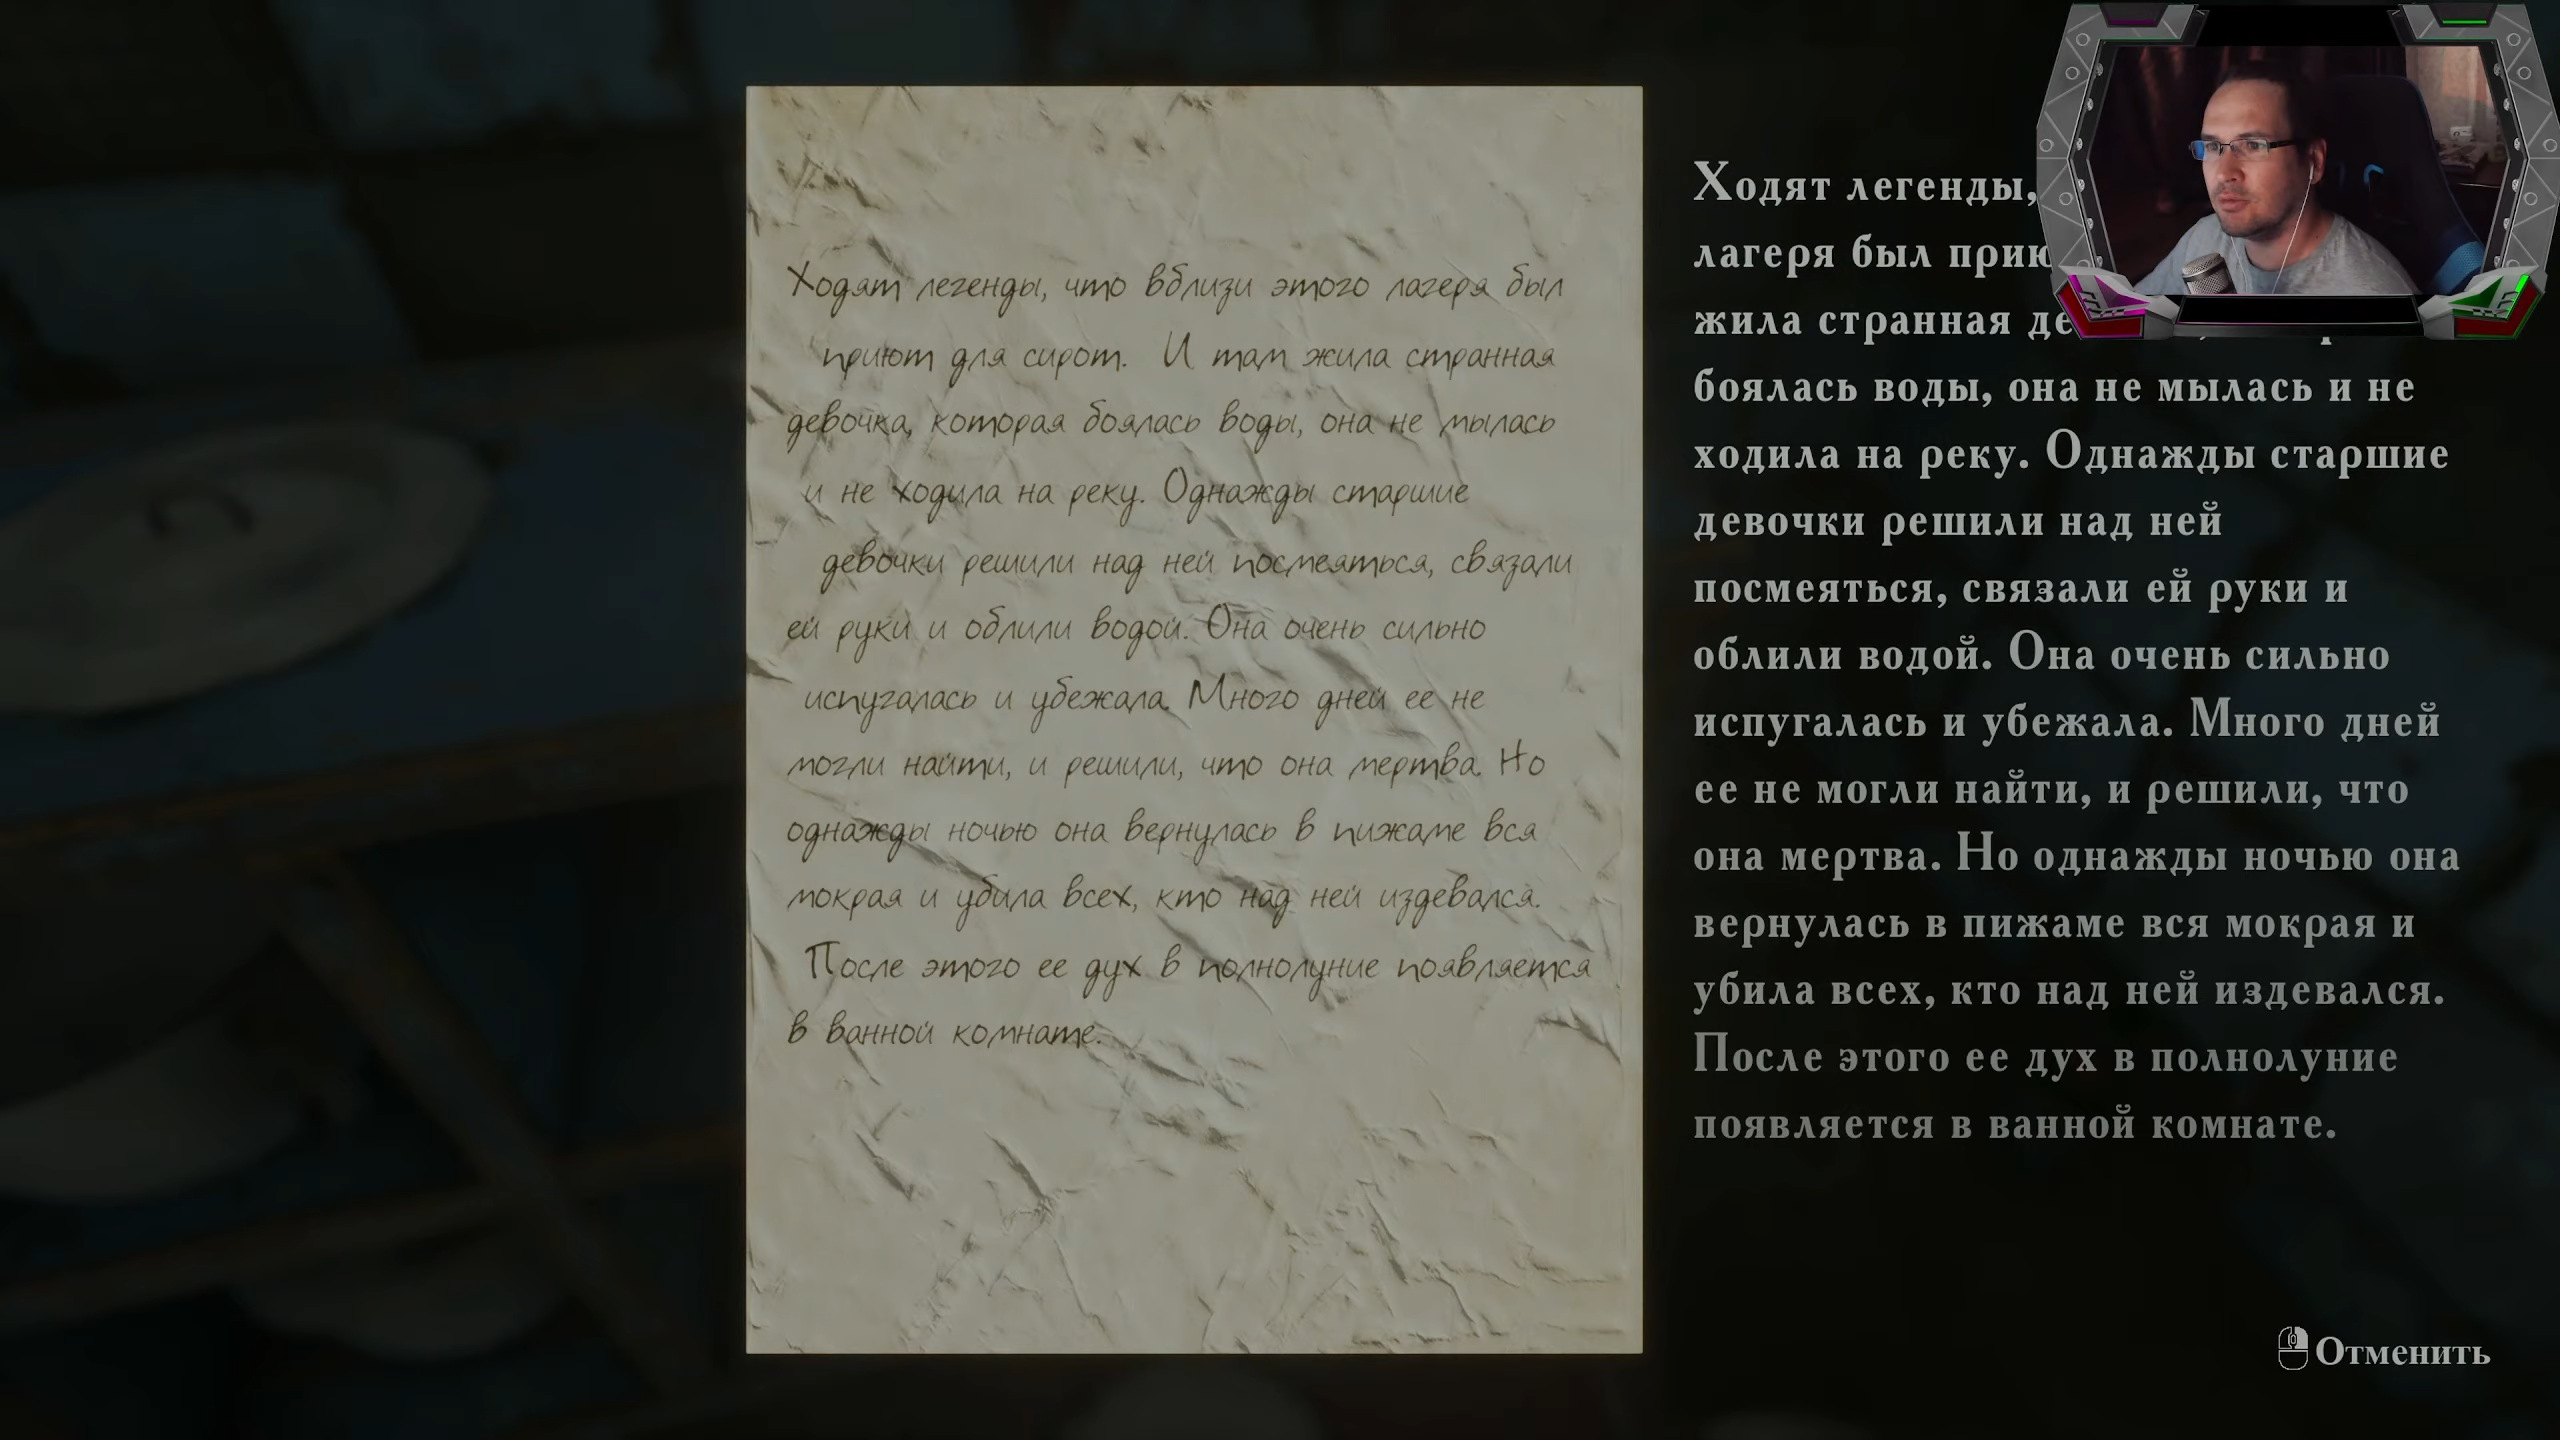 Ходят легенды, что вблизи этого лагеря был
приют для сирот. И там жила странная
девочка, которая боялась воды, она не мылась
и не ходила на реку. Однажды старшие
девочки решили над ней посмеяться, связали
ей руки и облили водой. Она очень сильно
испугалась и убежала. Много дней ее не
могли найти, и решили, что она мертва. Но
однажды ночью она вернулась в пижаме вся
мокрая и убила всех, кто над ней издевался.
После этого ее дух в полнолуние появляется
в ванной комнате.
Ходят легенды,
лагеря был
жила странная
боялась воды, она не мылась и не
ходила на реку. Однажды старшие
девочки решили над ней
посмеяться, связали ей руки и
облили водой. Она очень сильно
испугалась и убежала. Много дней
ее не могли найти, и решили, что
она мертва. Но однажды ночью она
вернулась в пижаме вся мокрая и
убила всех, кто над ней издевался.
После этого ее дух в полнолуние
появляется в ванной комнате.
Отменить